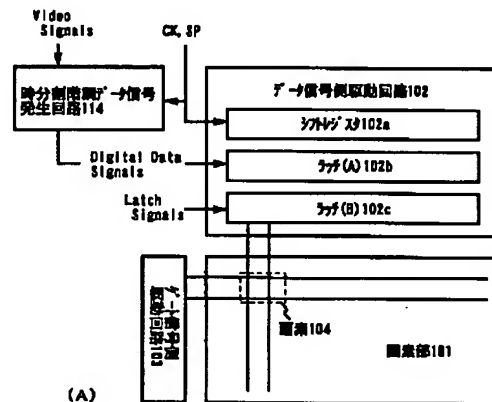 Video
Signals
CK, SP
時分割階調データ信号
発生回路114
データ信号側駆動回路102
シフトレジスタ102a
Digital Data
Signals
ラッチ(A)102b
Latch
Signals
ラッチ(B)102c
ゲート信号側
駆動回路103
画素104
画素部101
(A)